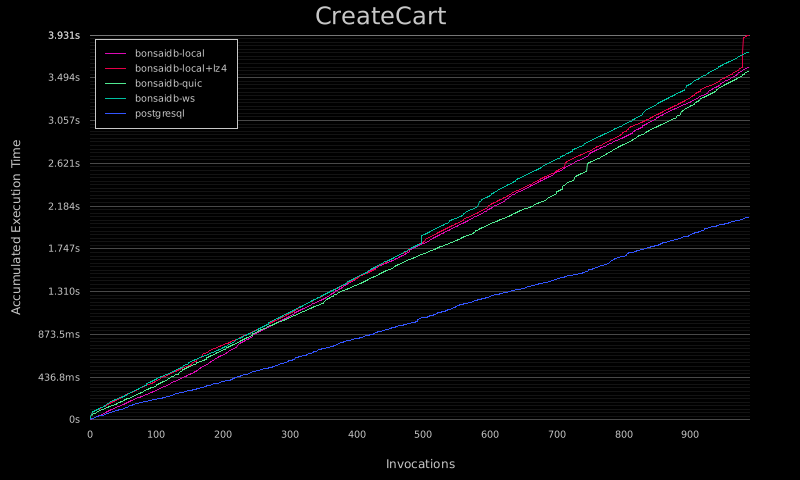 CreateCart
3.931s
3.494s
3.057s
2.621s
2.184s
1.747s
1.310s
873.5ms
436.8ms
0s
Accumulated Execution Time
bonsaidb-local
bonsaidb-local+lz4
bonsaidb-quic
bonsaidb-ws
postgresql
0 100 200 300 400 500 600 700 800 900
Invocations